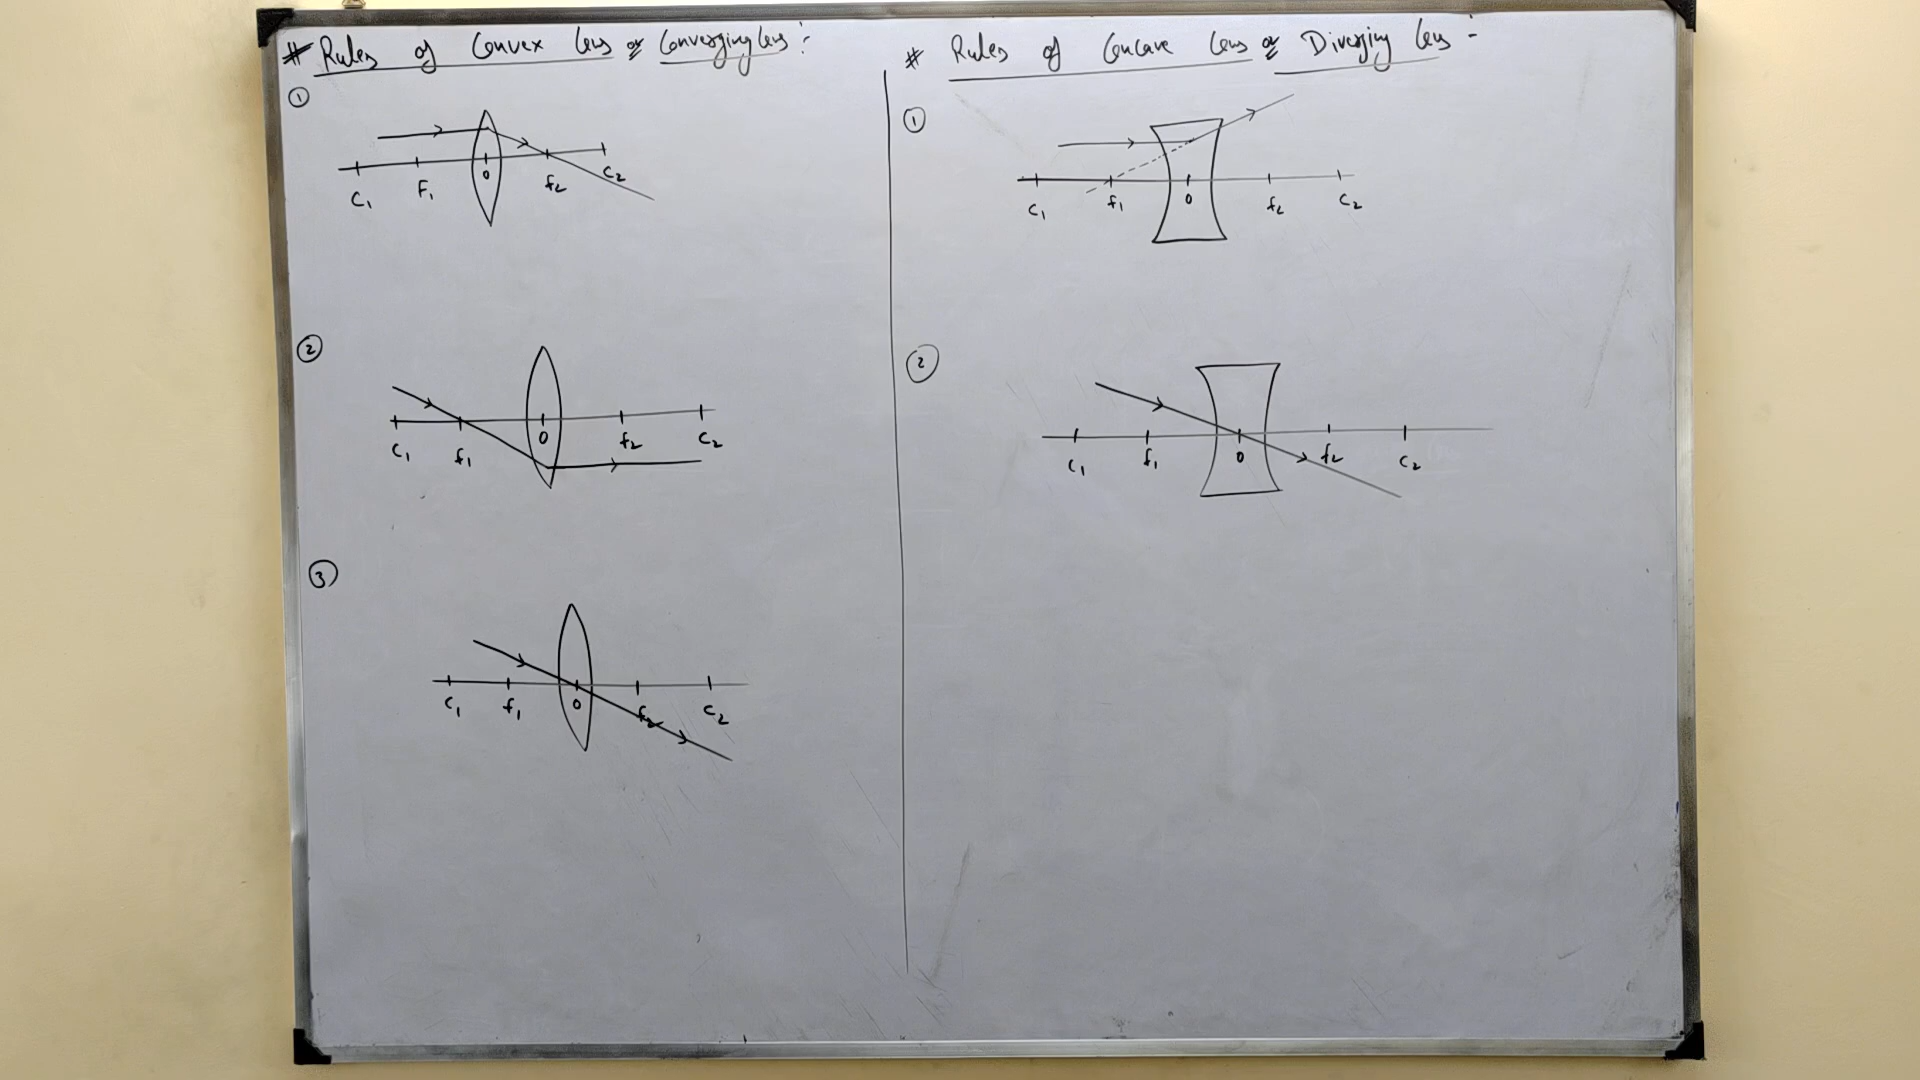 # Rules of Convex lens or Converging lens :-
①
C₁ F₁ O f₂ C₂
②
C₁ f₁ O f₂ C₂
③
C₁ f₁ O f₂ C₂
# Rules of Concave lens or Diverging lens :-
①
C₁ f₁ O f₂ C₂
②
C₁ f₁ O f₂ C₂